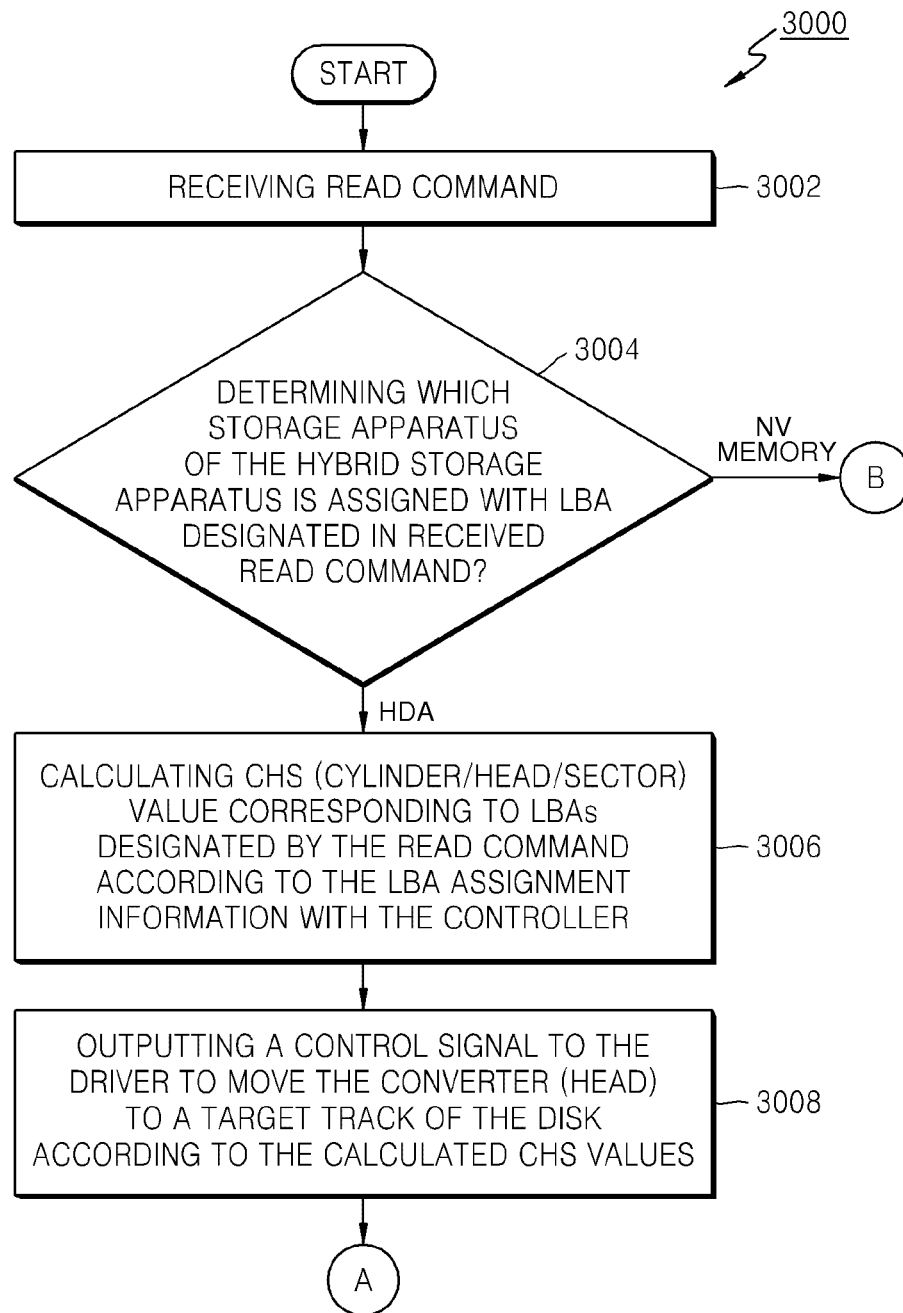 3000
START
RECEIVING READ COMMAND
3002
3004
DETERMINING WHICH
STORAGE APPARATUS
OF THE HYBRID STORAGE
APPARATUS IS ASSIGNED WITH LBA
DESIGNATED IN RECEIVED
READ COMMAND?
NV
MEMORY
B
HDA
CALCULATING CHS (CYLINDER/HEAD/SECTOR)
VALUE CORRESPONDING TO LBAs
DESIGNATED BY THE READ COMMAND
ACCORDING TO THE LBA ASSIGNMENT
INFORMATION WITH THE CONTROLLER
3006
OUTPUTTING A CONTROL SIGNAL TO THE
DRIVER TO MOVE THE CONVERTER (HEAD)
TO A TARGET TRACK OF THE DISK
ACCORDING TO THE CALCULATED CHS VALUES
3008
A